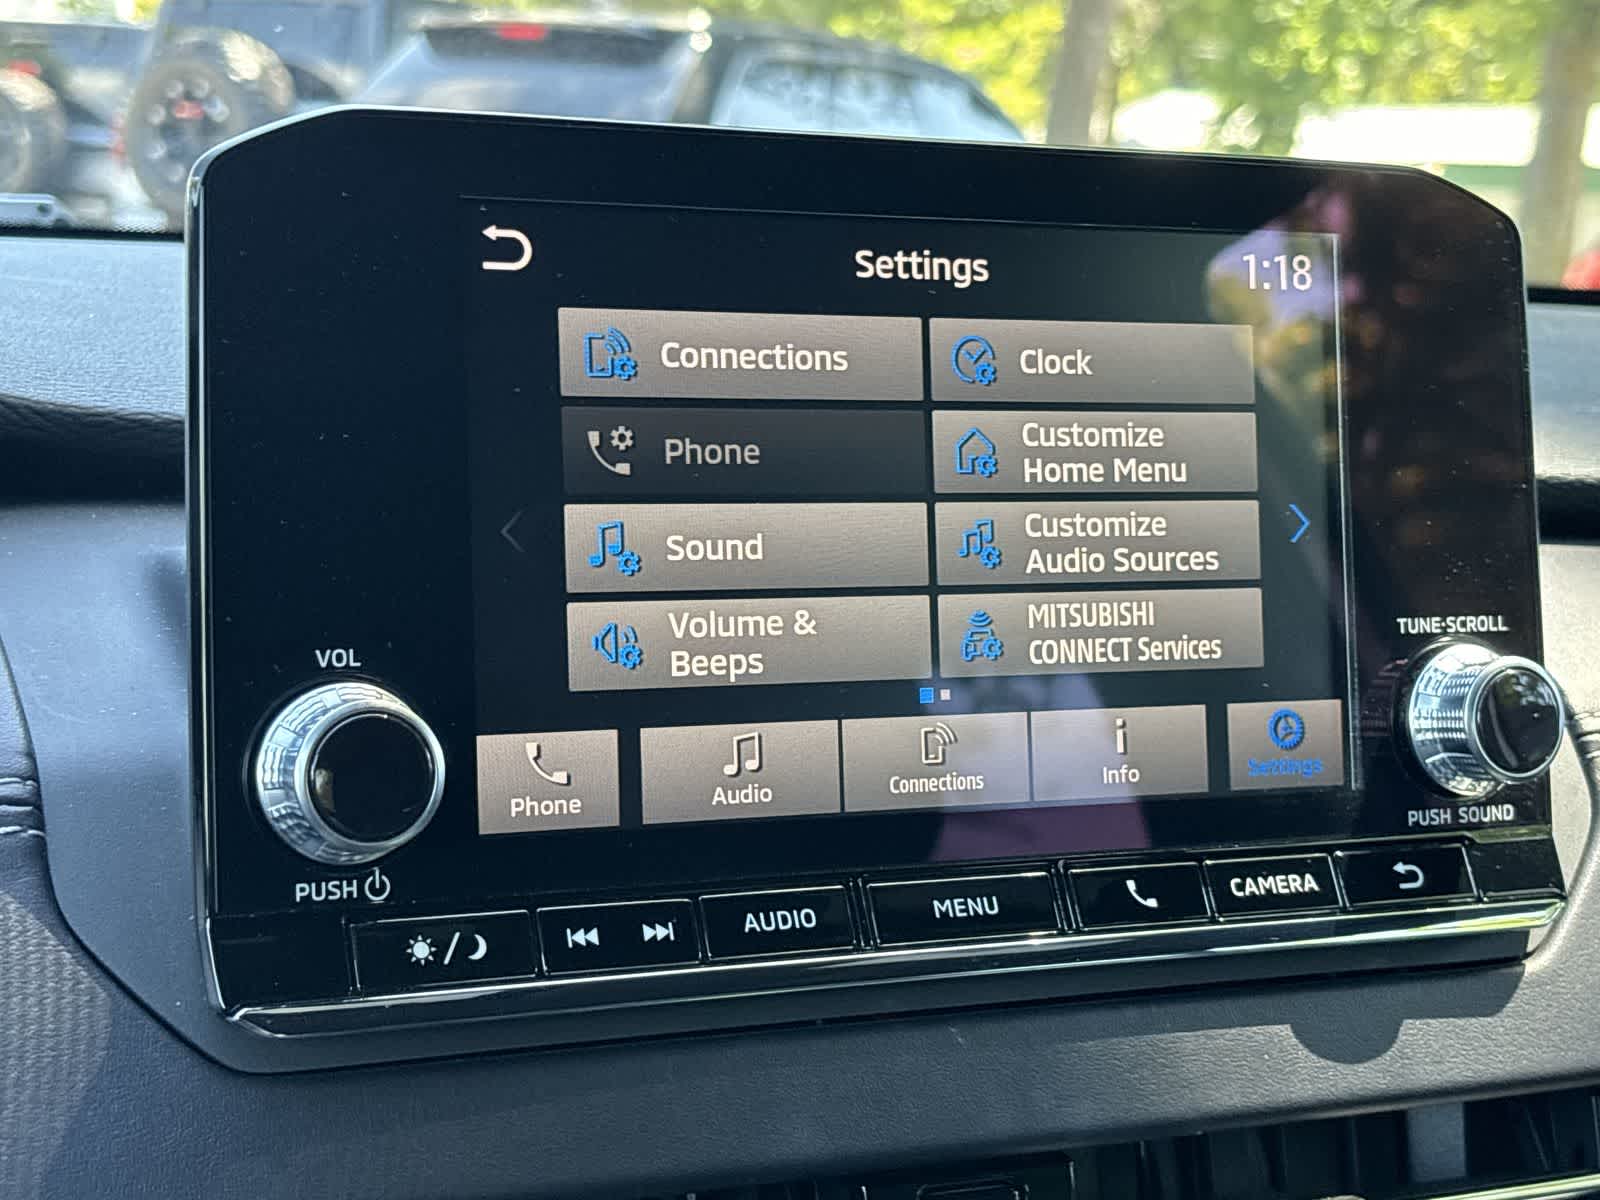 Settings
1:18
Connections
Clock
Phone
Customize
Home Menu
Sound
Customize
Audio Sources
Volume &
Beeps
MITSUBISHI
CONNECT Services
Phone
Audio
Connections
Info
Settings
VOL
PUSH
TUNE·SCROLL
PUSH SOUND
AUDIO
MENU
CAMERA